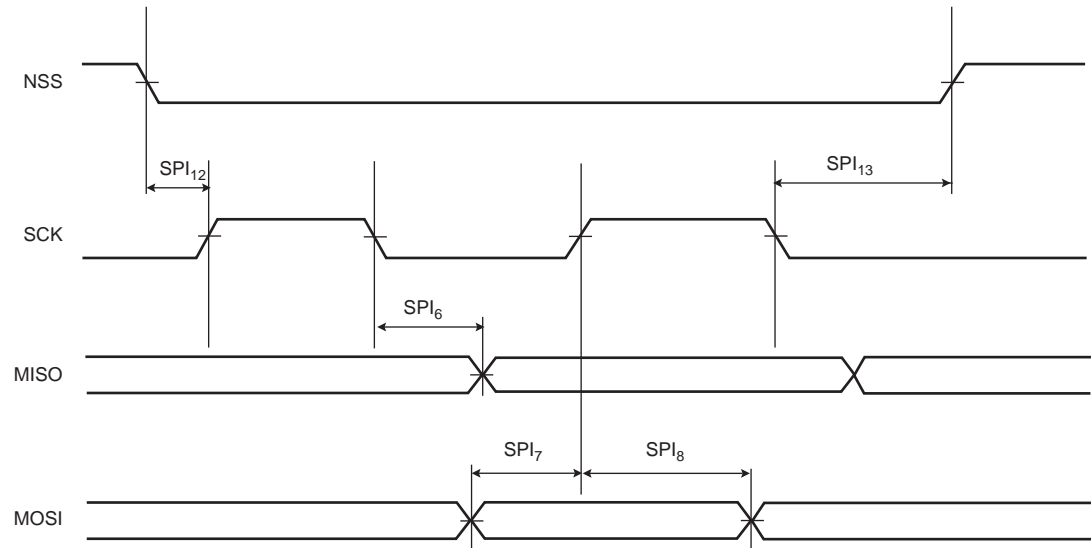 NSS
SPI₁₂
SPI₁₃
SCK
SPI₆
MISO
SPI₇
SPI₈
MOSI